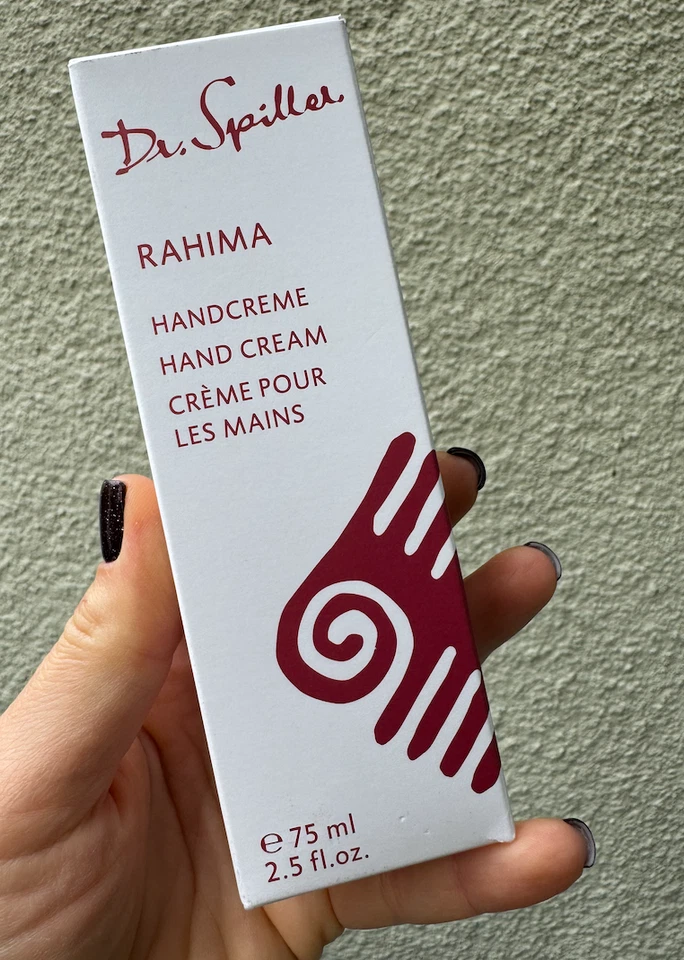 Dr. Spiller
RAHIMA
HANDCREME
HAND CREAM
CRÈME POUR
LES MAINS
℮ 75 ml
2.5 fl.oz.